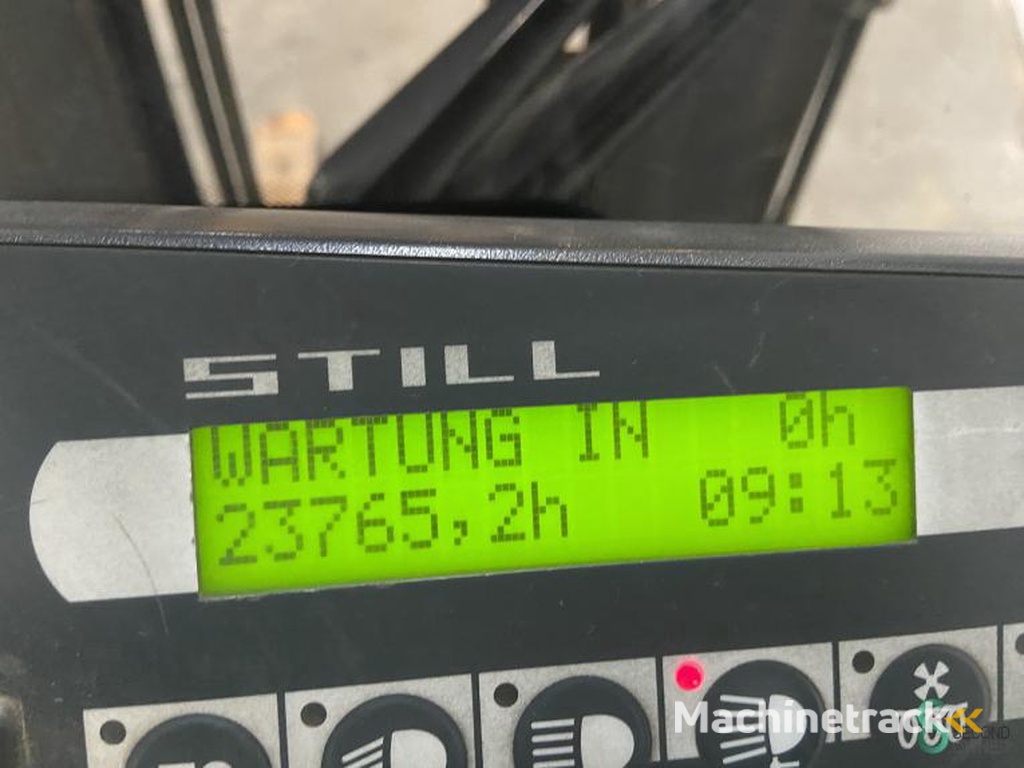 STILL
WARTUNG IN 0h
23765,2h 09:13
Machinetrack